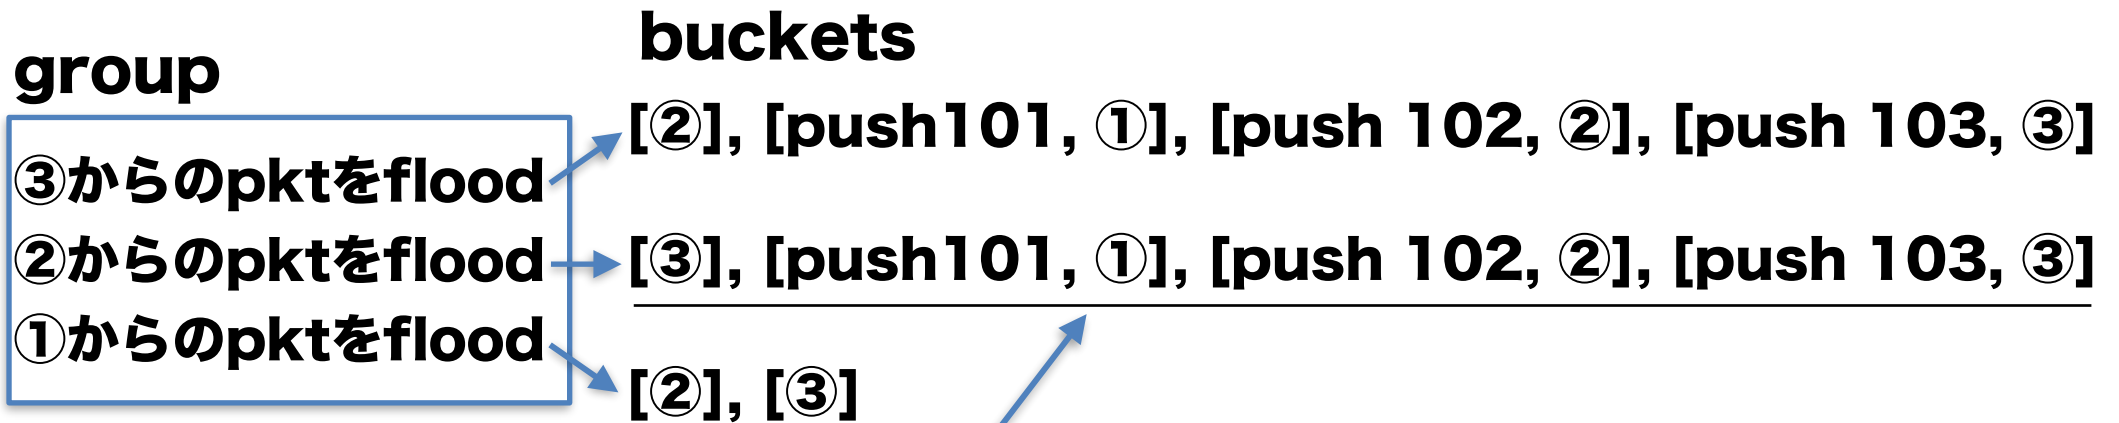 group
③からのpktをflood
②からのpktをflood
①からのpktをflood
buckets
[②], [push101, ①], [push 102, ②], [push 103, ③]
[③], [push101, ①], [push 102, ②], [push 103, ③]
[②], [③]